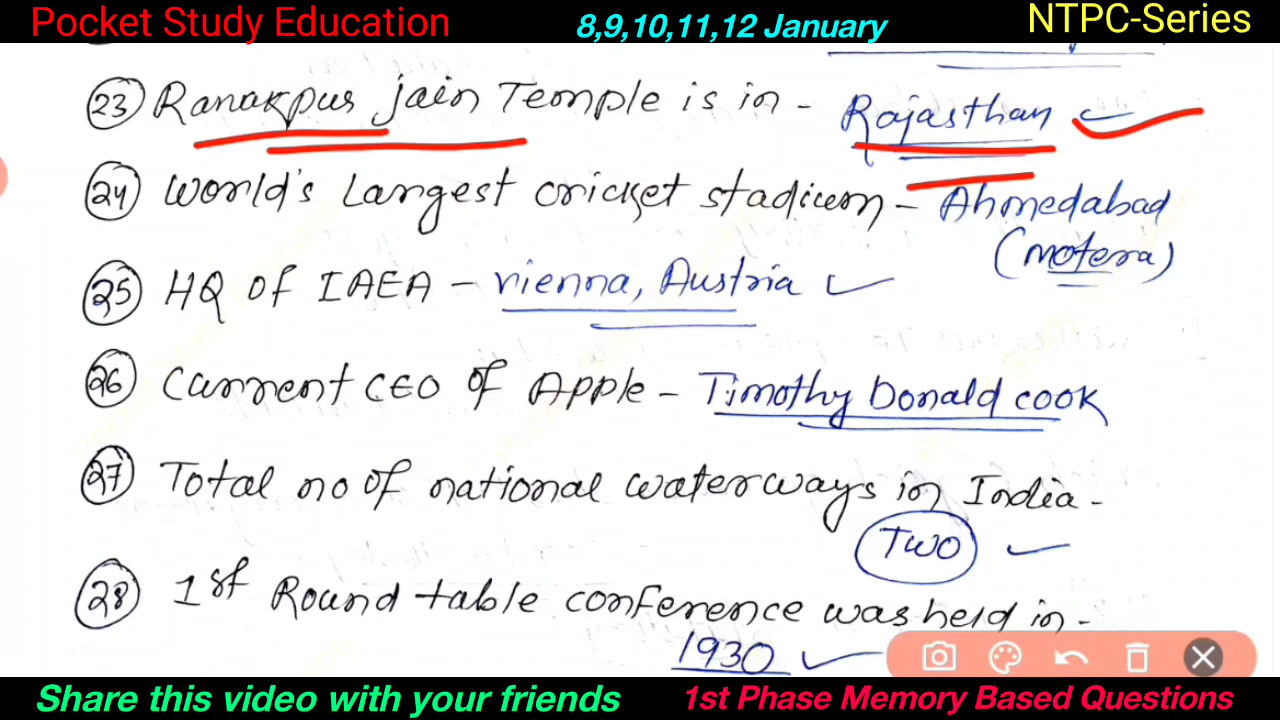 Pocket Study Education
8,9,10,11,12 January
NTPC-Series
23 Ranakpur jain Temple is in - Rajasthan
24 World's Largest cricket stadium - Ahmedabad
(motera)
25 HQ of IAEA - vienna, Austria
26 Current CEO of Apple - Timothy Donald cook
27 Total no of national waterways in India -
Two
28 1st Round table conference was held in -
1930
Share this video with your friends
1st Phase Memory Based Questions